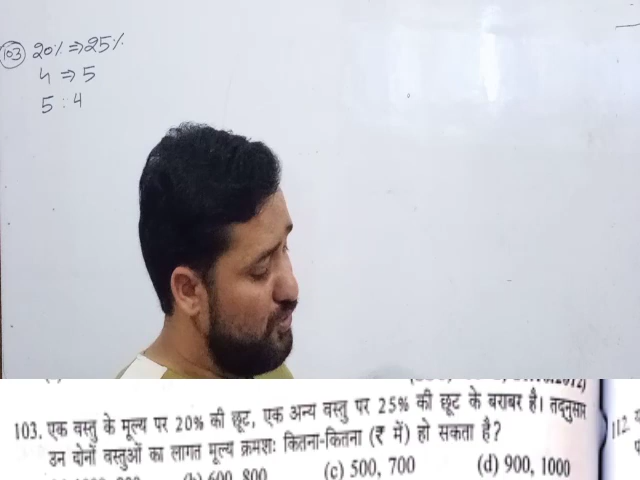 103 20% ⇒ 25%
4 ⇒ 5
5 : 4
103. एक वस्तु के मूल्य पर 20% की छूट, एक अन्य वस्तु पर 25% की छूट के बराबर है। तद्नुसार
उन दोनों वस्तुओं का लागत मूल्य क्रमशः कितना-कितना (₹ में) हो सकता है?
(b) 600, 800 (c) 500, 700 (d) 900, 1000
112